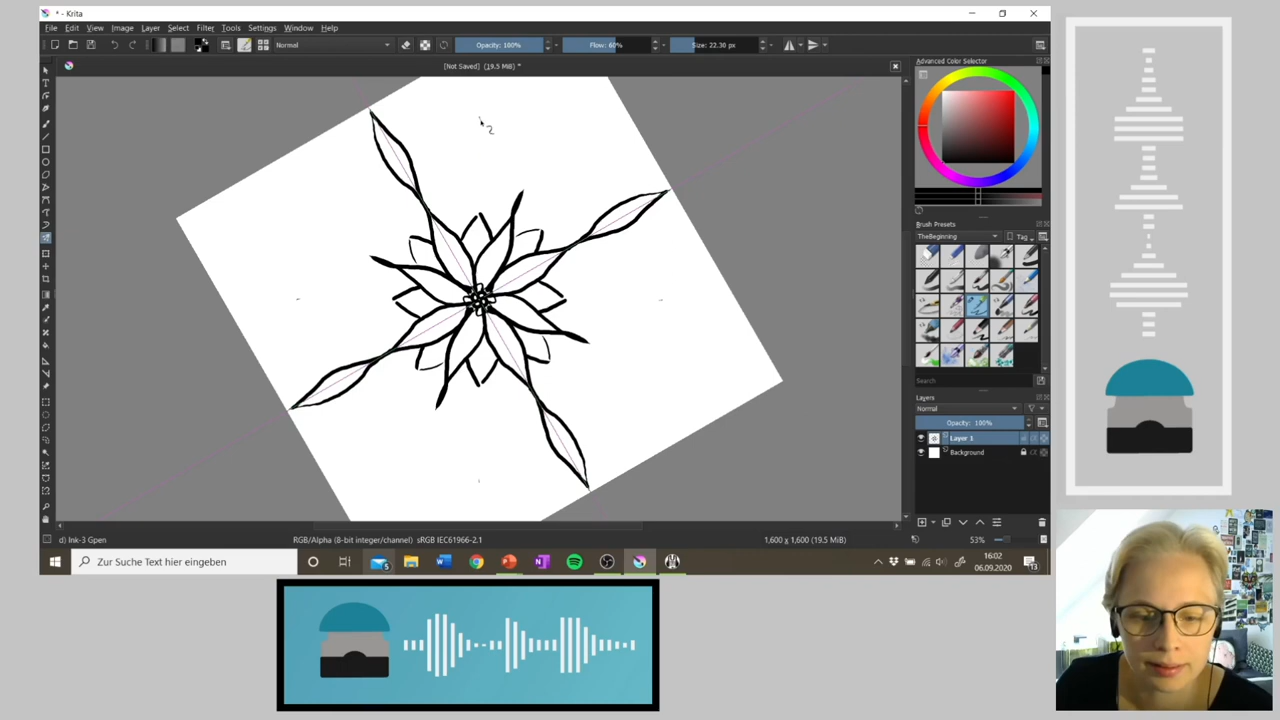 * - Krita
File Edit View Image Layer Select Filter Tools Settings Window Help
Normal Opacity: 100% Flow: 60% Size: 22.30 px
[Not Saved] (19.5 MiB) *
Advanced Color Selector
2
Brush Presets
TheBeginning Tag
Search
Layers
Normal
Opacity: 100%
Layer 1
Background
d) Ink-3 Gpen RGB/Alpha (8-bit integer/channel) sRGB IEC61966-2.1 1,600 x 1,600 (19.5 MiB) 53%
Zur Suche Text hier eingeben 5 16:02
06.09.2020 13